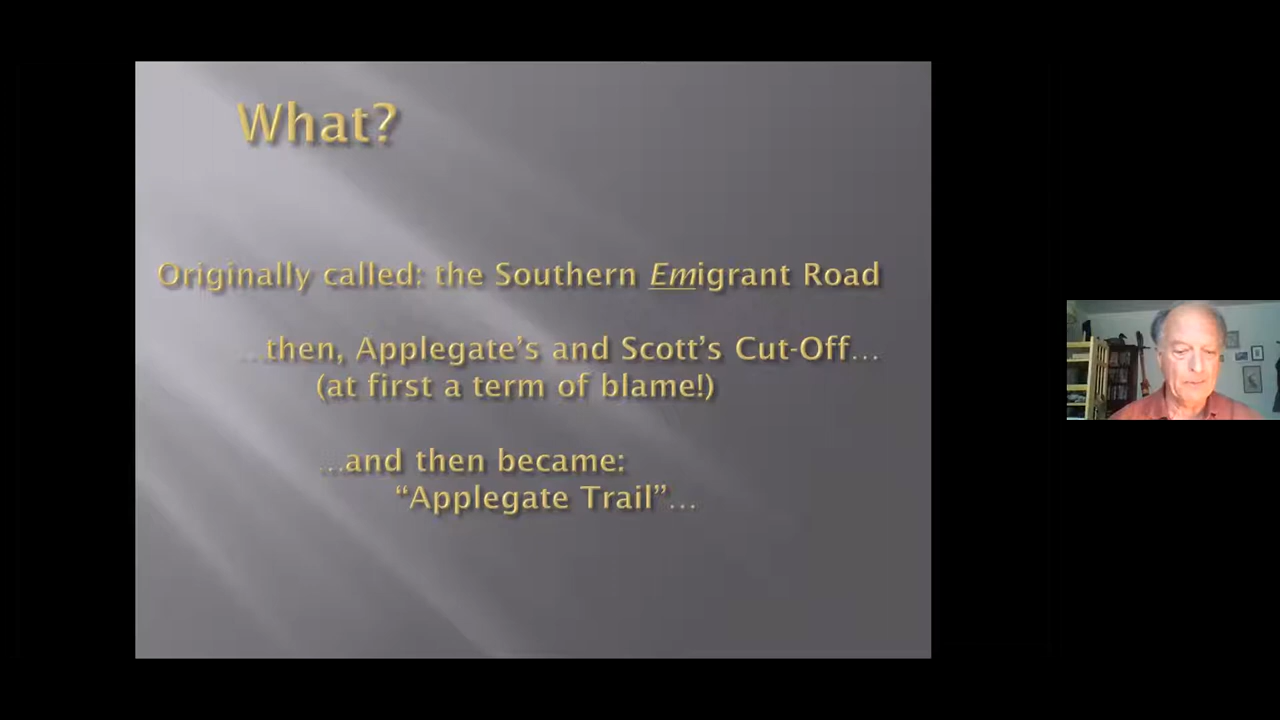 What?
Originally called: the Southern Emigrant Road
...then, Applegate’s and Scott’s Cut-Off...
(at first a term of blame!)
...and then became:
“Applegate Trail”...